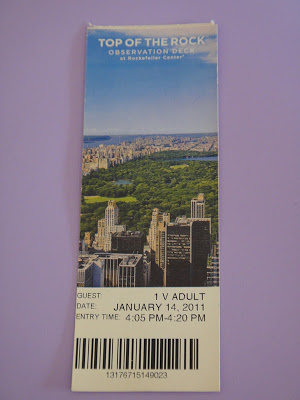 TOP OF THE ROCK
OBSERVATION DECK
at Rockefeller Center®
GUEST: 1 V ADULT
DATE: JANUARY 14, 2011
ENTRY TIME: 4:05 PM-4:20 PM
13176715149023